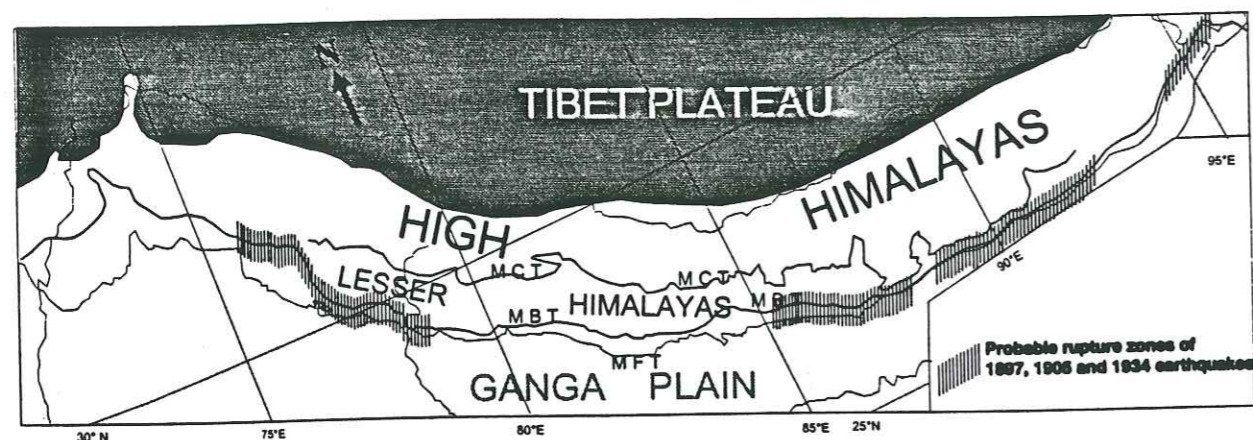 N
TIBET PLATEAU
HIGH
HIMALAYAS
LESSER
HIMALAYAS
MCT
MCT
MBT
MBT
MFT
GANGA PLAIN
95°E
90°E
Probable rupture zones of
1897, 1905 and 1934 earthquakes
30° N
75°E
80°E
85°E
25°N